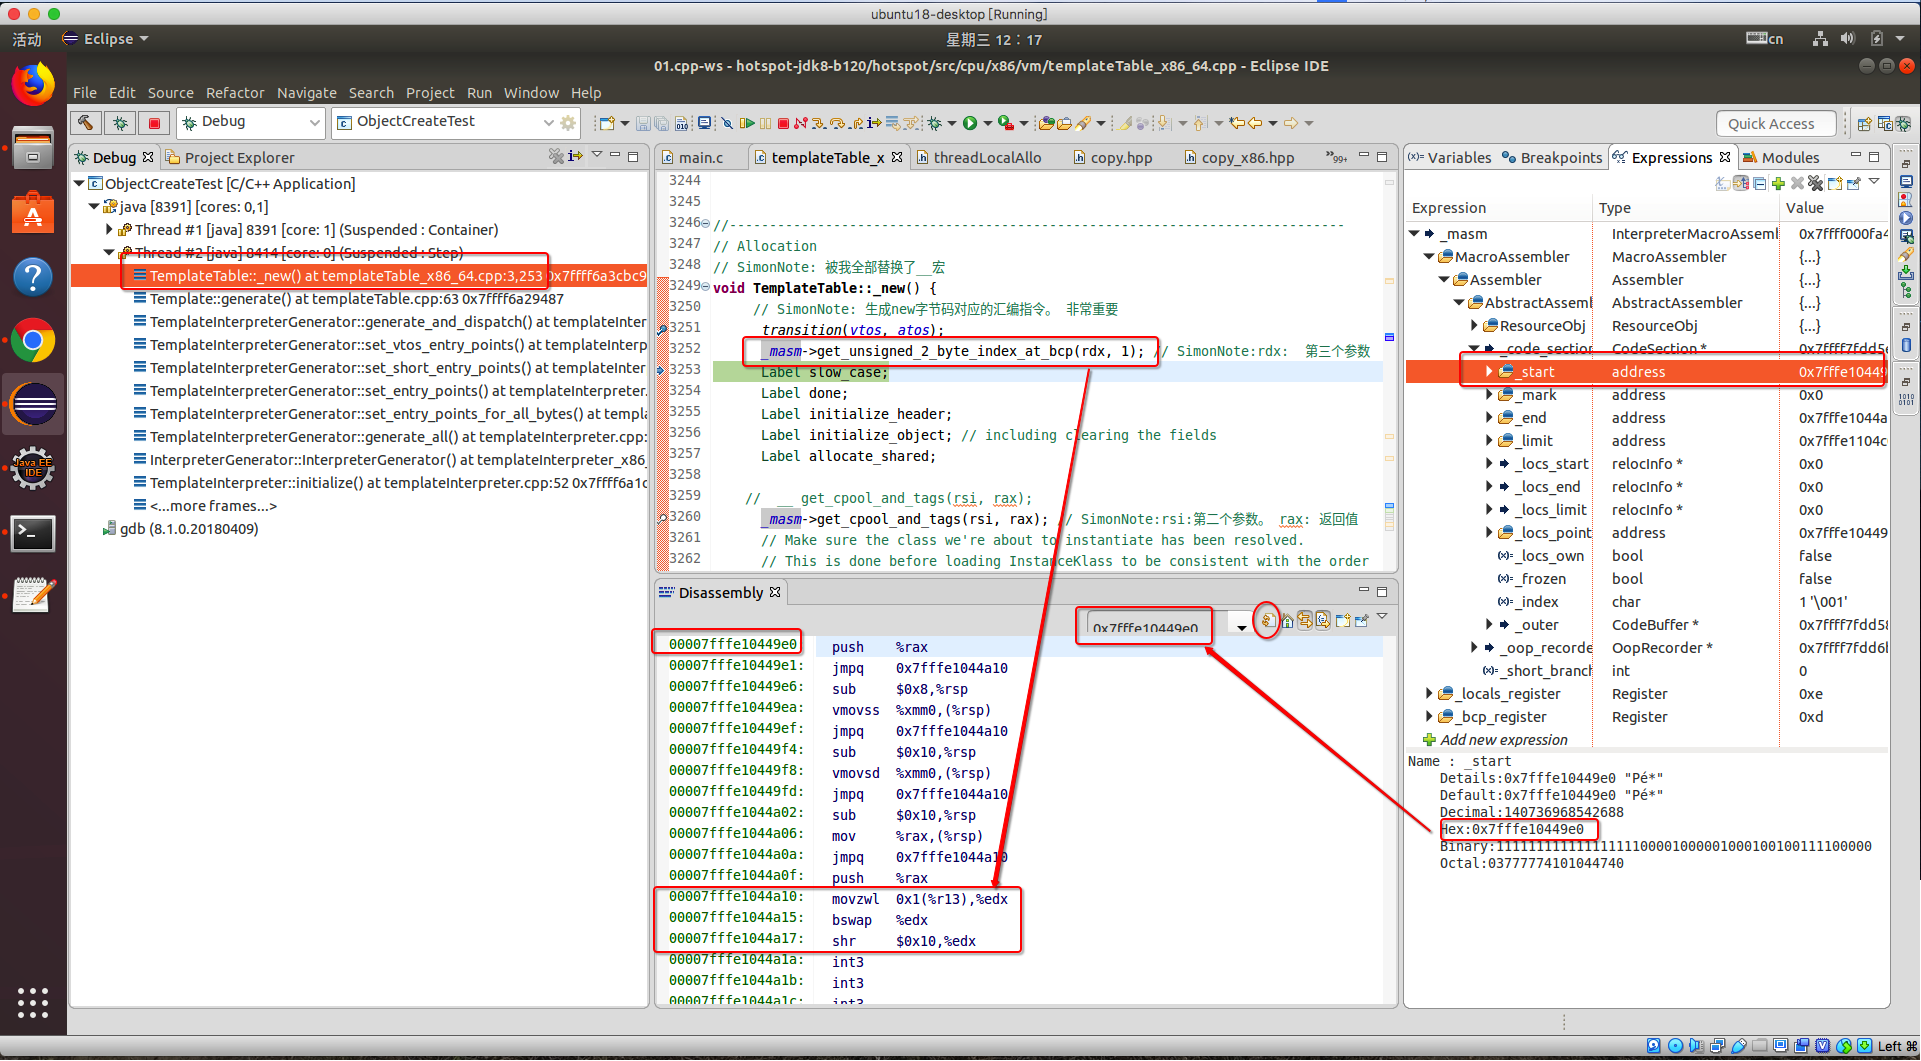 ubuntu18-desktop [Running]
活动
Eclipse
星期三 12：17
cn
01.cpp-ws - hotspot-jdk8-b120/hotspot/src/cpu/x86/vm/templateTable_x86_64.cpp - Eclipse IDE
File Edit Source Refactor Navigate Search Project Run Window Help
Debug
ObjectCreateTest
Quick Access
Debug
Project Explorer
ObjectCreateTest [C/C++ Application]
java [8391] [cores: 0,1]
Thread #1 [java] 8391 [core: 1] (Suspended : Container)
Thread #2 [java] 8414 [core: 0] (Suspended : Step)
TemplateTable::_new() at templateTable_x86_64.cpp:3,253 0x7ffff6a3cbc9
Template::generate() at templateTable.cpp:63 0x7ffff6a29487
TemplateInterpreterGenerator::generate_and_dispatch() at templateInter
TemplateInterpreterGenerator::set_vtos_entry_points() at templateInter
TemplateInterpreterGenerator::set_short_entry_points() at templateInter
TemplateInterpreterGenerator::set_entry_points() at templateInterpreter.
TemplateInterpreterGenerator::set_entry_points_for_all_bytes() at templa
TemplateInterpreterGenerator::generate_all() at templateInterpreter.cpp:
InterpreterGenerator::InterpreterGenerator() at templateInterpreter_x86_
TemplateInterpreter::initialize() at templateInterpreter.cpp:52 0x7ffff6a1c
<...more frames...>
gdb (8.1.0.20180409)
main.c
templateTable_x
threadLocalAllo
copy.hpp
copy_x86.hpp
99+
3244
3245
3246 //-----------------------------------------------------------------------------
3247 // Allocation
3248 // SimonNote: 被我全部替换了__宏
3249 void TemplateTable::_new() {
3250 // SimonNote: 生成new字节码对应的汇编指令。 非常重要
3251 transition(vtos, atos);
3252 _masm->get_unsigned_2_byte_index_at_bcp(rdx, 1); // SimonNote:rdx: 第三个参数
3253 Label slow_case;
3254 Label done;
3255 Label initialize_header;
3256 Label initialize_object; // including clearing the fields
3257 Label allocate_shared;
3258
3259 // ___ get_cpool_and_tags(rsi, rax);
3260 _masm->get_cpool_and_tags(rsi, rax); // SimonNote:rsi:第二个参数。 rax: 返回值
3261 // Make sure the class we're about to instantiate has been resolved.
3262 // This is done before loading InstanceKlass to be consistent with the order
Disassembly
0x7fffe10449e0
00007fffe10449e0 push %rax
00007fffe10449e1: jmpq 0x7fffe1044a10
00007fffe10449e6: sub $0x8,%rsp
00007fffe10449ea: vmovss %xmm0,(%rsp)
00007fffe10449ef: jmpq 0x7fffe1044a10
00007fffe10449f4: sub $0x10,%rsp
00007fffe10449f8: vmovsd %xmm0,(%rsp)
00007fffe10449fd: jmpq 0x7fffe1044a10
00007fffe1044a02: sub $0x10,%rsp
00007fffe1044a06: mov %rax,(%rsp)
00007fffe1044a0a: jmpq 0x7fffe1044a10
00007fffe1044a0f: push %rax
00007fffe1044a10: movzwl 0x1(%r13),%edx
00007fffe1044a15: bswap %edx
00007fffe1044a17: shr $0x10,%edx
00007fffe1044a1a: int3
00007fffe1044a1b: int3
00007fffe1044a1c: int3
Variables
Breakpoints
Expressions
Modules
Expression Type Value
_masm InterpreterMacroAssembl 0x7ffff000fa4
MacroAssembler MacroAssembler {...}
Assembler Assembler {...}
AbstractAssemb AbstractAssembler {...}
ResourceObj ResourceObj {...}
_code_section CodeSection * 0x7ffff7fdd5
_start address 0x7fffe10449
_mark address 0x0
_end address 0x7fffe1044a
_limit address 0x7fffe1104c
_locs_start relocInfo * 0x0
_locs_end relocInfo * 0x0
_locs_limit relocInfo * 0x0
_locs_point address 0x7fffe10449
_locs_own bool false
_frozen bool false
_index char 1 '\001'
_outer CodeBuffer * 0x7ffff7fdd58
_oop_recorde OopRecorder * 0x7ffff7fdd6
_short_branch int 0
_locals_register Register 0xe
_bcp_register Register 0xd
Add new expression
Name : _start
Details:0x7fffe10449e0 "Pé*"
Default:0x7fffe10449e0 "Pé*"
Decimal:140736968542688
Hex:0x7fffe10449e0
Binary:11111111111111111100001000001000100100111100000
Octal:03777774101044740
Left ⌘